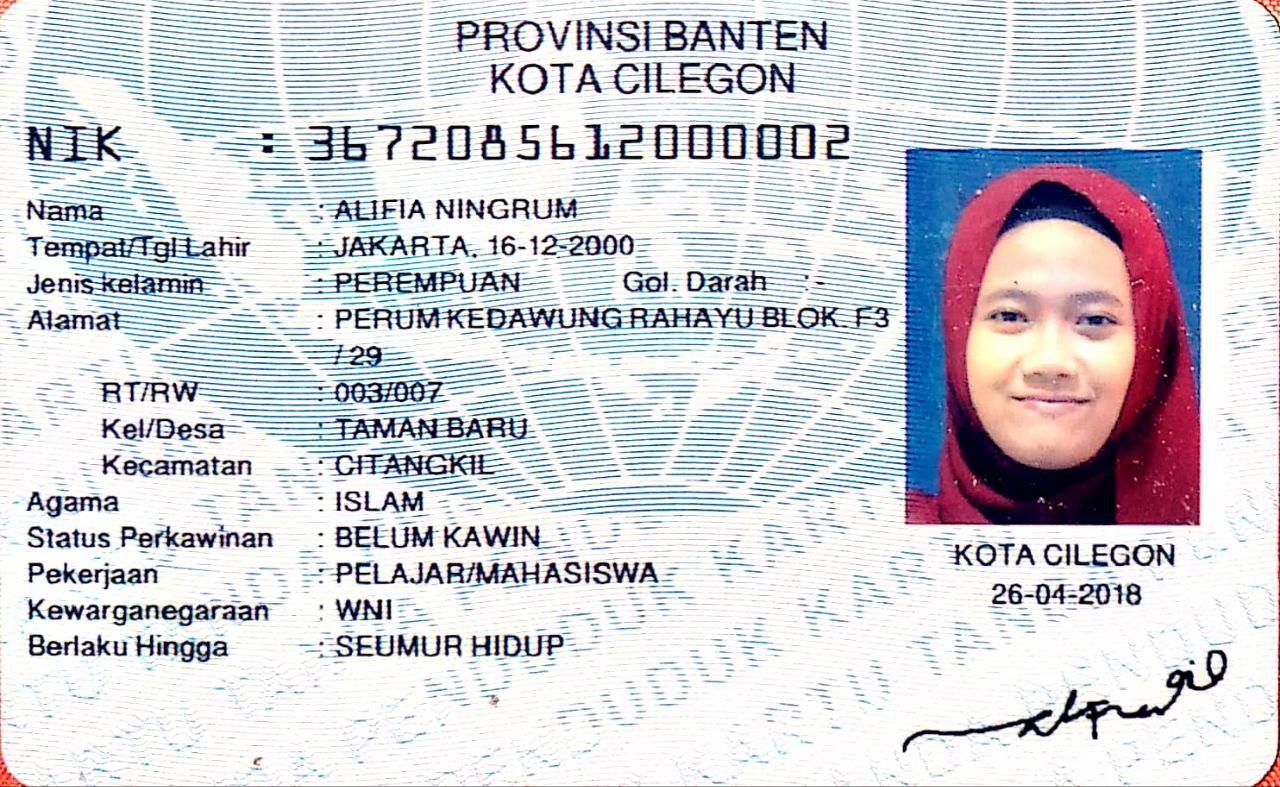 PROVINSI BANTEN
KOTA CILEGON
NIK : 3672085612000002
Nama : ALIFIA NINGRUM
Tempat/Tgl Lahir : JAKARTA, 16-12-2000
Jenis kelamin : PEREMPUAN Gol. Darah : -
Alamat : PERUM KEDAWUNG RAHAYU BLOK. F3
/ 29
RT/RW : 003/007
Kel/Desa : TAMAN BARU
Kecamatan : CITANGKIL
Agama : ISLAM
Status Perkawinan : BELUM KAWIN
Pekerjaan : PELAJAR/MAHASISWA
Kewarganegaraan : WNI
Berlaku Hingga : SEUMUR HIDUP
KOTA CILEGON
26-04-2018